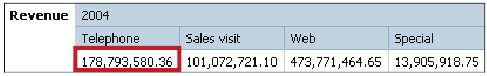 Revenue 2004
Telephone Sales visit Web Special
178,793,580.36 101,072,721.10 473,771,464.65 13,905,918.75